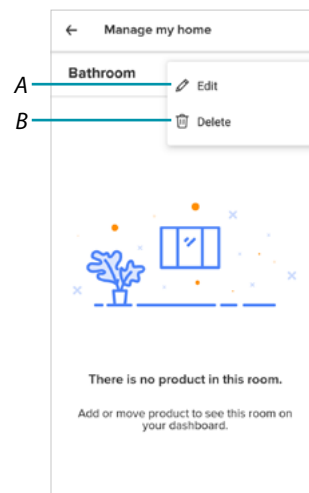 ← Manage my home
Bathroom
A Edit
B Delete
There is no product in this room.
Add or move product to see this room on
your dashboard.